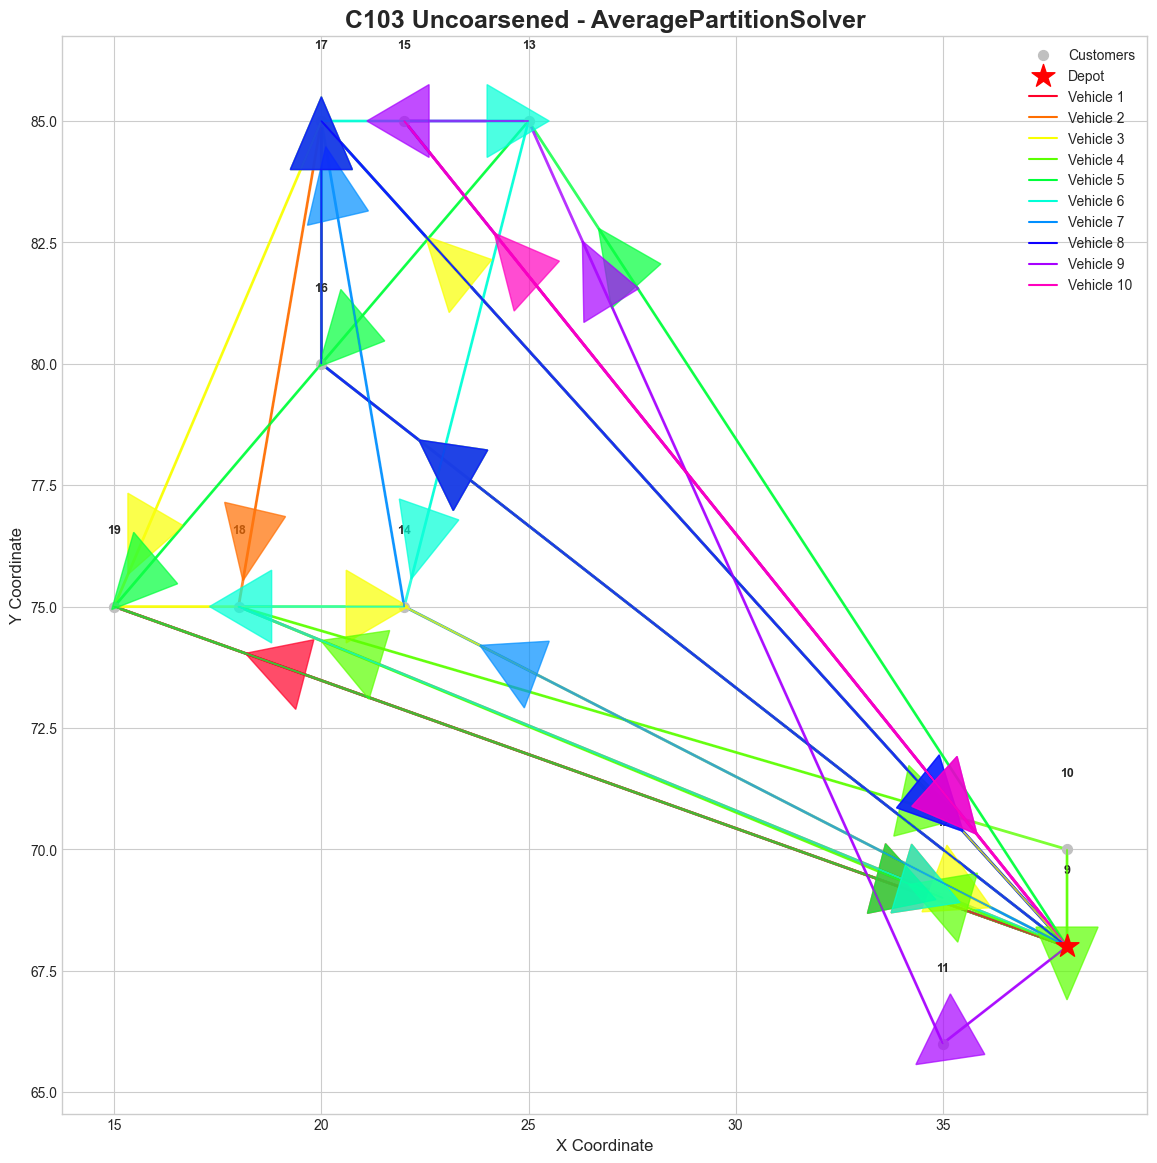 C103 Uncoarsened - AveragePartitionSolver
17
15
13
Customers
Depot
Vehicle 1
Vehicle 2
Vehicle 3
Vehicle 4
Vehicle 5
Vehicle 6
Vehicle 7
Vehicle 8
Vehicle 9
Vehicle 10
16
19
18
14
10
9
11
85.0
82.5
80.0
77.5
75.0
72.5
70.0
67.5
65.0
Y Coordinate
15
20
25
30
35
X Coordinate